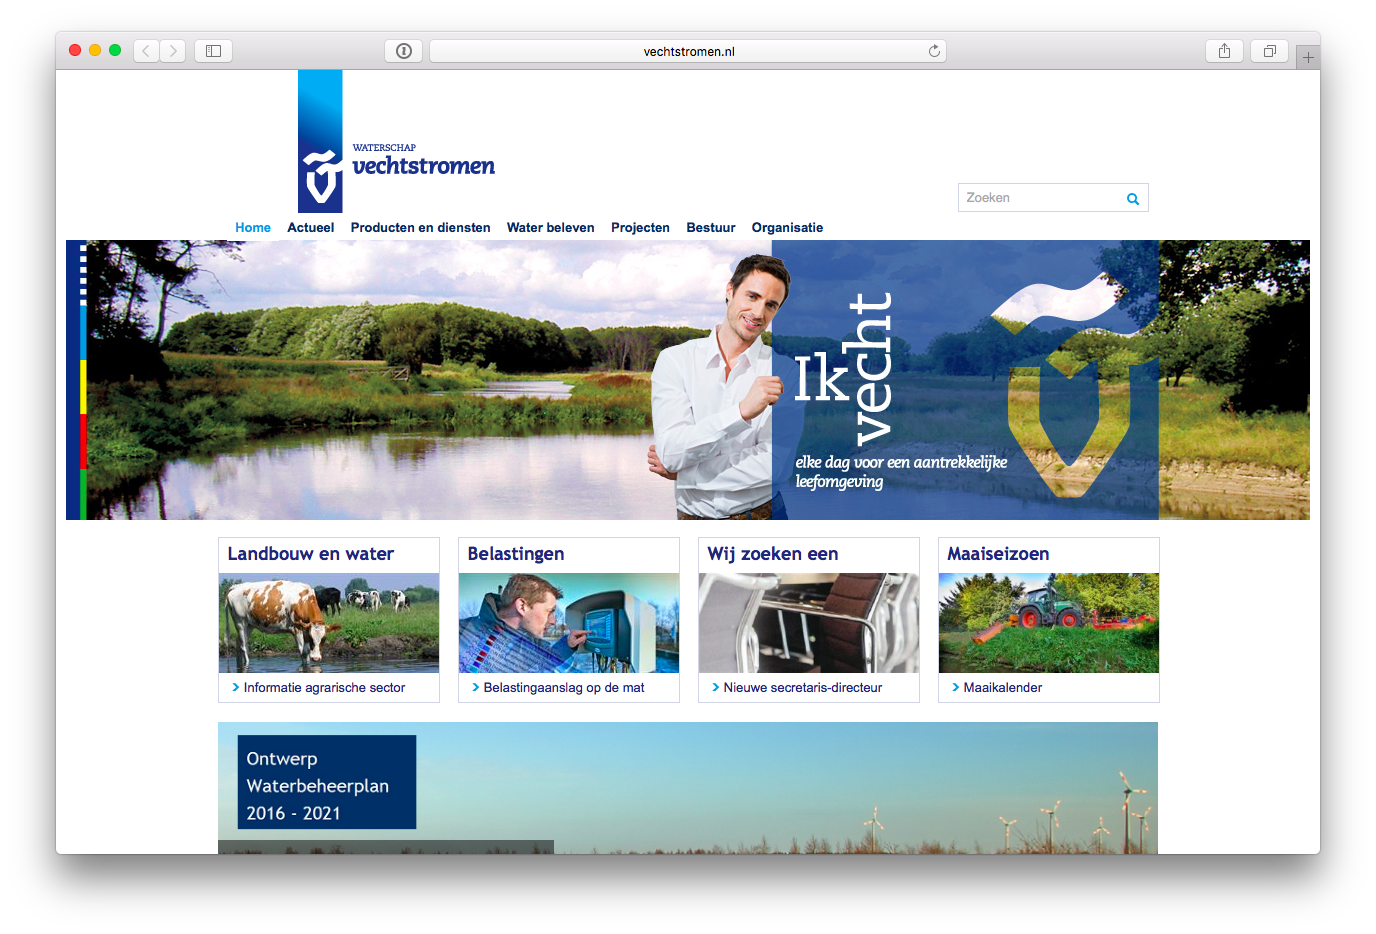 vechtstromen.nl
WATERSCHAP
vechtstromen
Zoeken
Home Actueel Producten en diensten Water beleven Projecten Bestuur Organisatie
Ik vecht
elke dag voor een aantrekkelijke
leefomgeving
Landbouw en water
Informatie agrarische sector
Belastingen
Belastingaanslag op de mat
Wij zoeken een
Nieuwe secretaris-directeur
Maaiseizoen
Maaikalender
Ontwerp
Waterbeheerplan
2016 - 2021